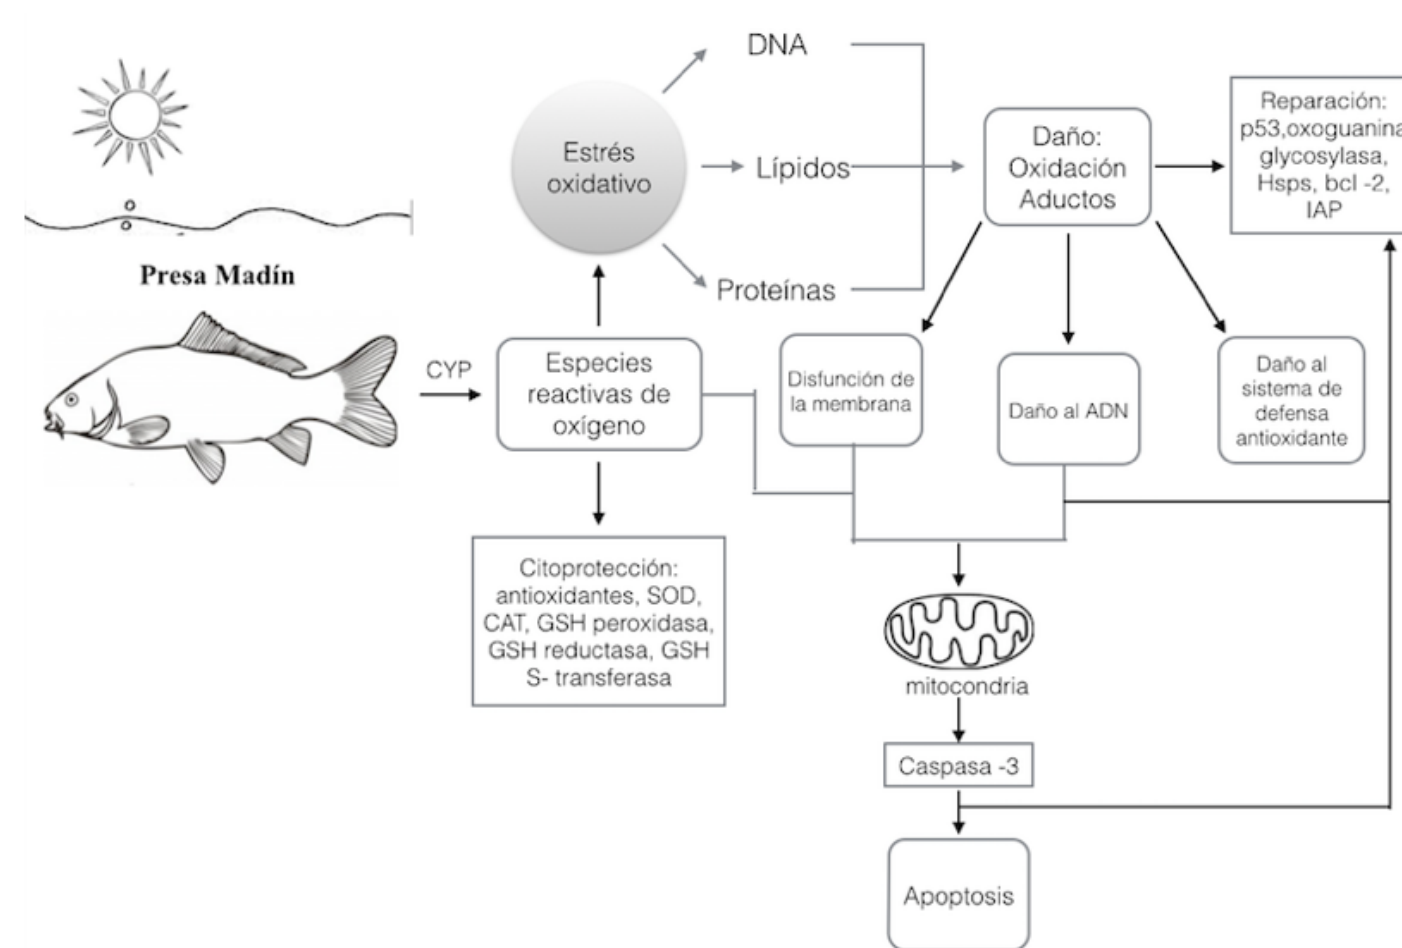 Presa Madín
CYP
Especies
reactivas de
oxígeno
Estrés
oxidativo
DNA
Lípidos
Proteínas
Daño:
Oxidación
Aductos
Reparación:
p53,oxoguanina
glycosylasa,
Hsps, bcl -2,
IAP
Disfunción de
la membrana
Daño al ADN
Daño al
sistema de
defensa
antioxidante
Citoprotección:
antioxidantes, SOD,
CAT, GSH peroxidasa,
GSH reductasa, GSH
S- transferasa
mitocondria
Caspasa -3
Apoptosis